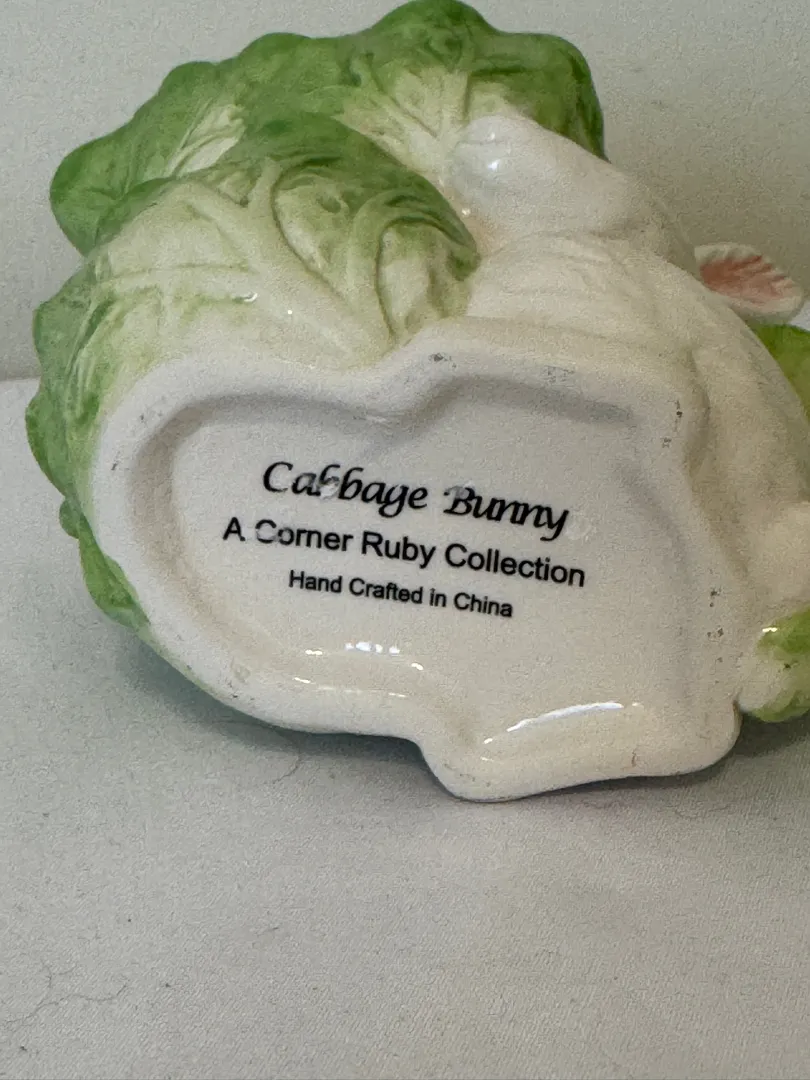 Cabbage Bunny
A Corner Ruby Collection
Hand Crafted in China